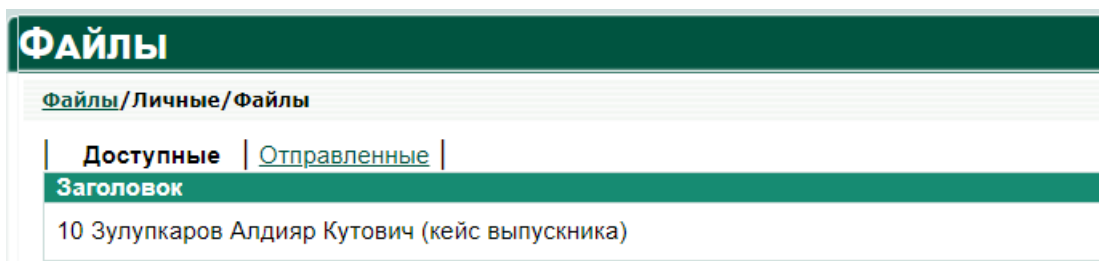 Файлы
Файлы/Личные/Файлы
Доступные | Отправленные |
Заголовок
10 Зулупкаров Алдияр Кутович (кейс выпускника)